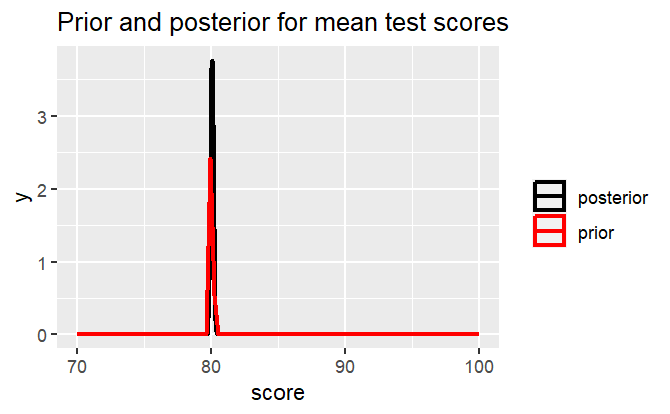 Prior and posterior for mean test scores
y
3
2
1
0
70 80 90 100
score
posterior
prior